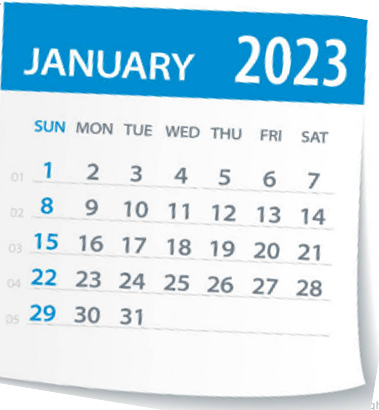 JANUARY 2023
SUN MON TUE WED THU FRI SAT
01 1 2 3 4 5 6 7
02 8 9 10 11 12 13 14
03 15 16 17 18 19 20 21
04 22 23 24 25 26 27 28
05 29 30 31